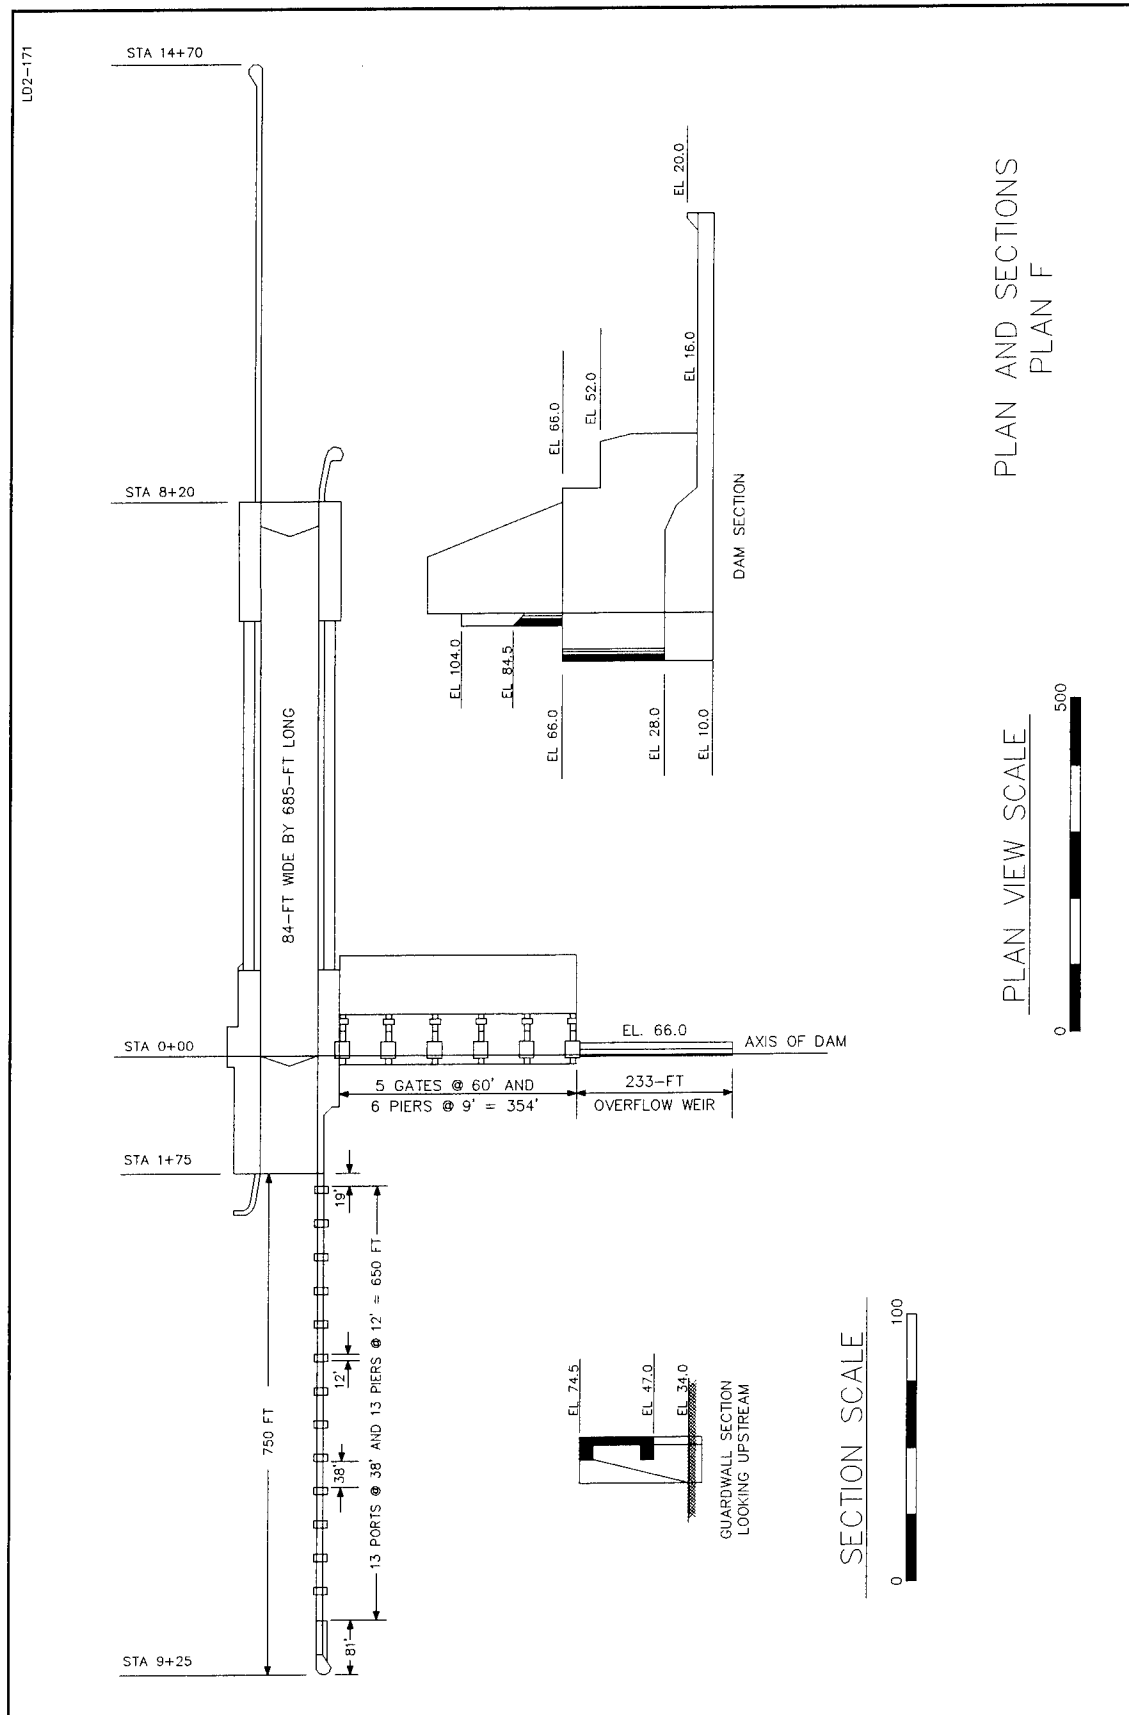 LD2-171
STA 14+70
STA 8+20
STA 0+00
STA 1+75
STA 9+25
84-FT WIDE BY 685-FT LONG
5 GATES @ 60' AND
6 PIERS @ 9' = 354'
EL. 66.0
233-FT
OVERFLOW WEIR
AXIS OF DAM
750 FT
19'
12'
38'
81'
13 PORTS @ 38' AND 13 PIERS @ 12' = 650 FT
EL 104.0
EL 84.5
EL 66.0
EL 28.0
EL 10.0
EL 66.0
EL 52.0
EL 16.0
EL 20.0
DAM SECTION
EL 74.5
EL 47.0
EL 34.0
GUARDWALL SECTION
LOOKING UPSTREAM
PLAN VIEW SCALE
0
500
SECTION SCALE
0
100
PLAN AND SECTIONS
PLAN F